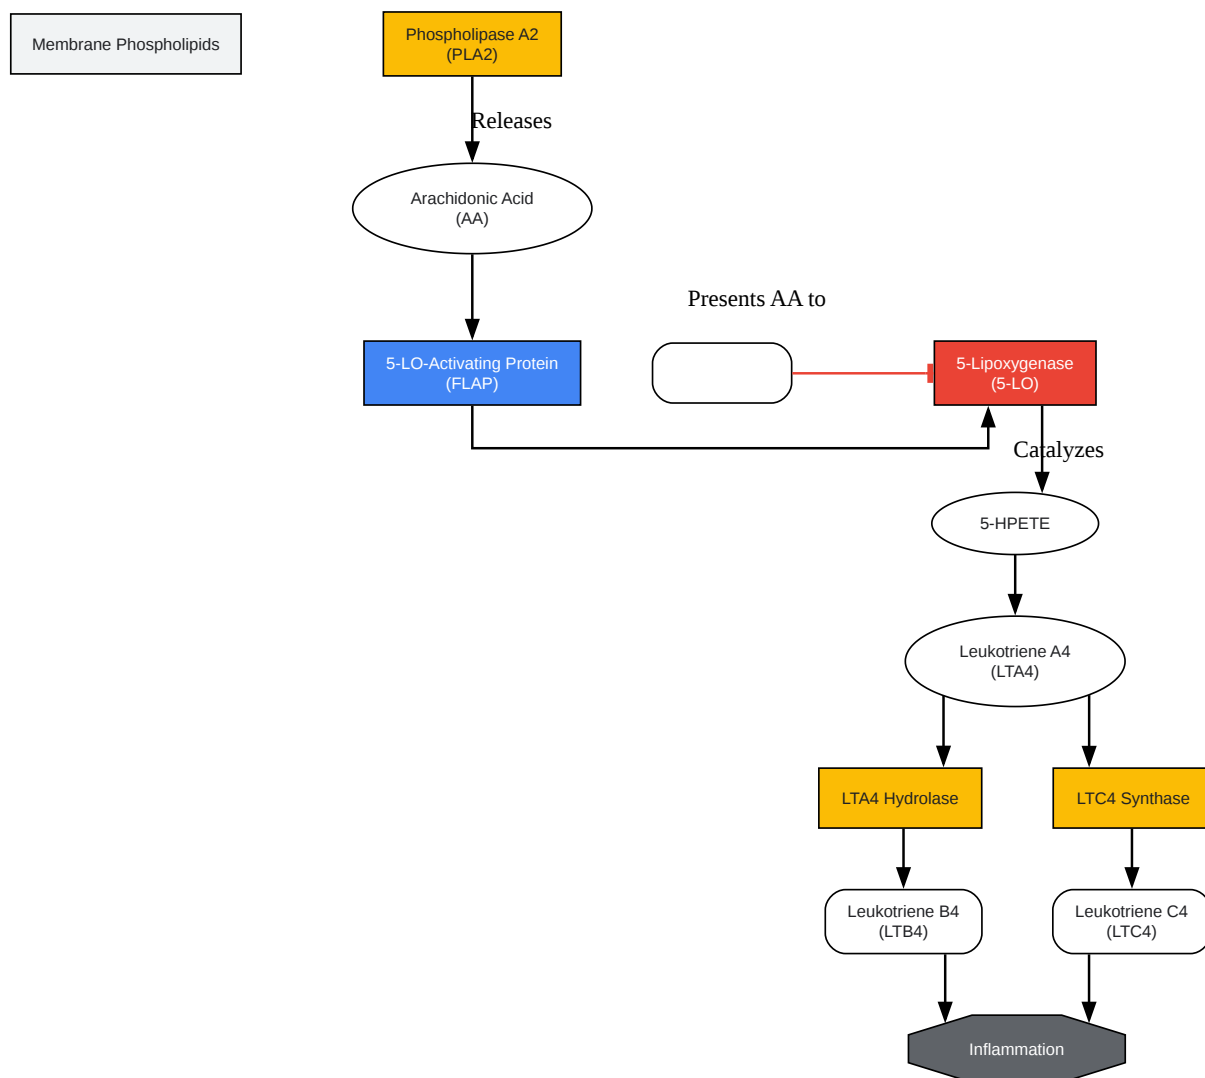 Membrane Phospholipids
Phospholipase A2
(PLA2)
Releases
Arachidonic Acid
(AA)
Presents AA to
5-LO-Activating Protein
(FLAP)
5-Lipoxygenase
(5-LO)
Catalyzes
5-HPETE
Leukotriene A4
(LTA4)
LTA4 Hydrolase
LTC4 Synthase
Leukotriene B4
(LTB4)
Leukotriene C4
(LTC4)
Inflammation